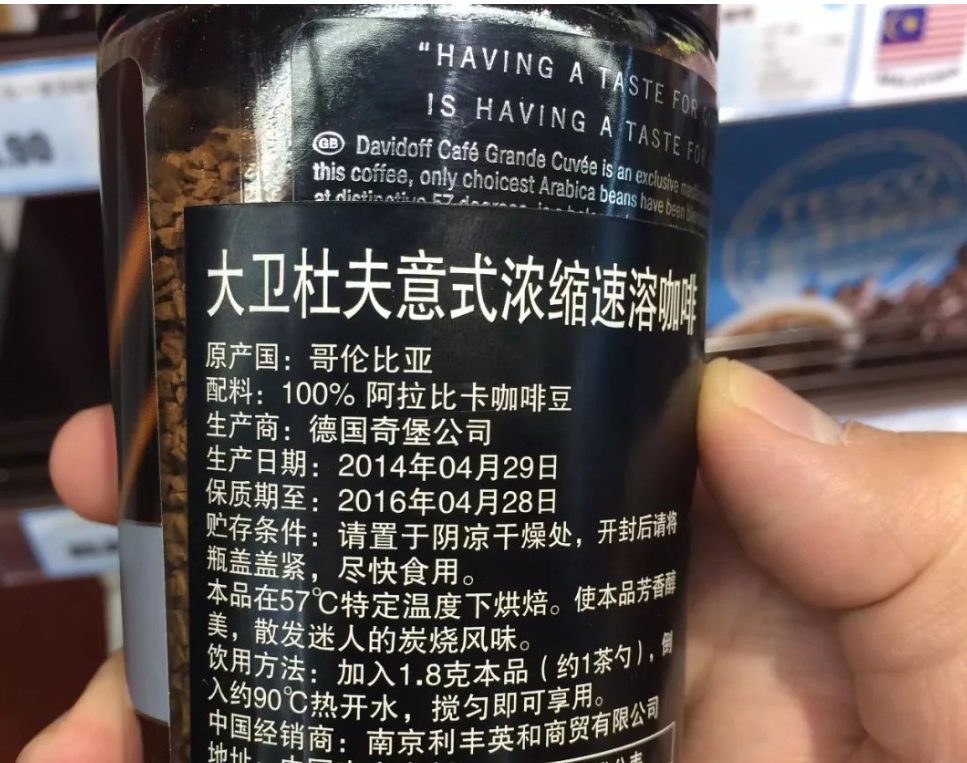 .90
"HAVING A TASTE FOR
IS HAVING A TASTE FOR
GB Davidoff Café Grande Cuvée is an exclusive
this coffee, only choicest Arabica beans have been
at distinctive 57 degrees,
大卫杜夫意式浓缩速溶咖啡
原产国：哥伦比亚
配料：100% 阿拉比卡咖啡豆
生产商：德国奇堡公司
生产日期：2014年04月29日
保质期至：2016年04月28日
贮存条件：请置于阴凉干燥处，开封后请将
瓶盖盖紧，尽快食用。
本品在57℃特定温度下烘焙。使本品芳香醇
美，散发迷人的炭烧风味。
饮用方法：加入1.8克本品（约1茶勺），倒
入约90℃热开水，搅匀即可享用。
中国经销商：南京利丰英和商贸有限公司
地址：中国